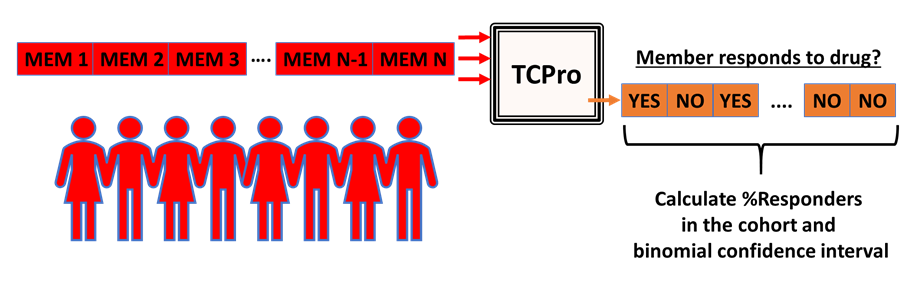 MEM 1 MEM 2 MEM 3 .... MEM N-1 MEM N
TCPro
Member responds to drug?
YES NO YES .... NO NO
Calculate %Responders
in the cohort and
binomial confidence interval